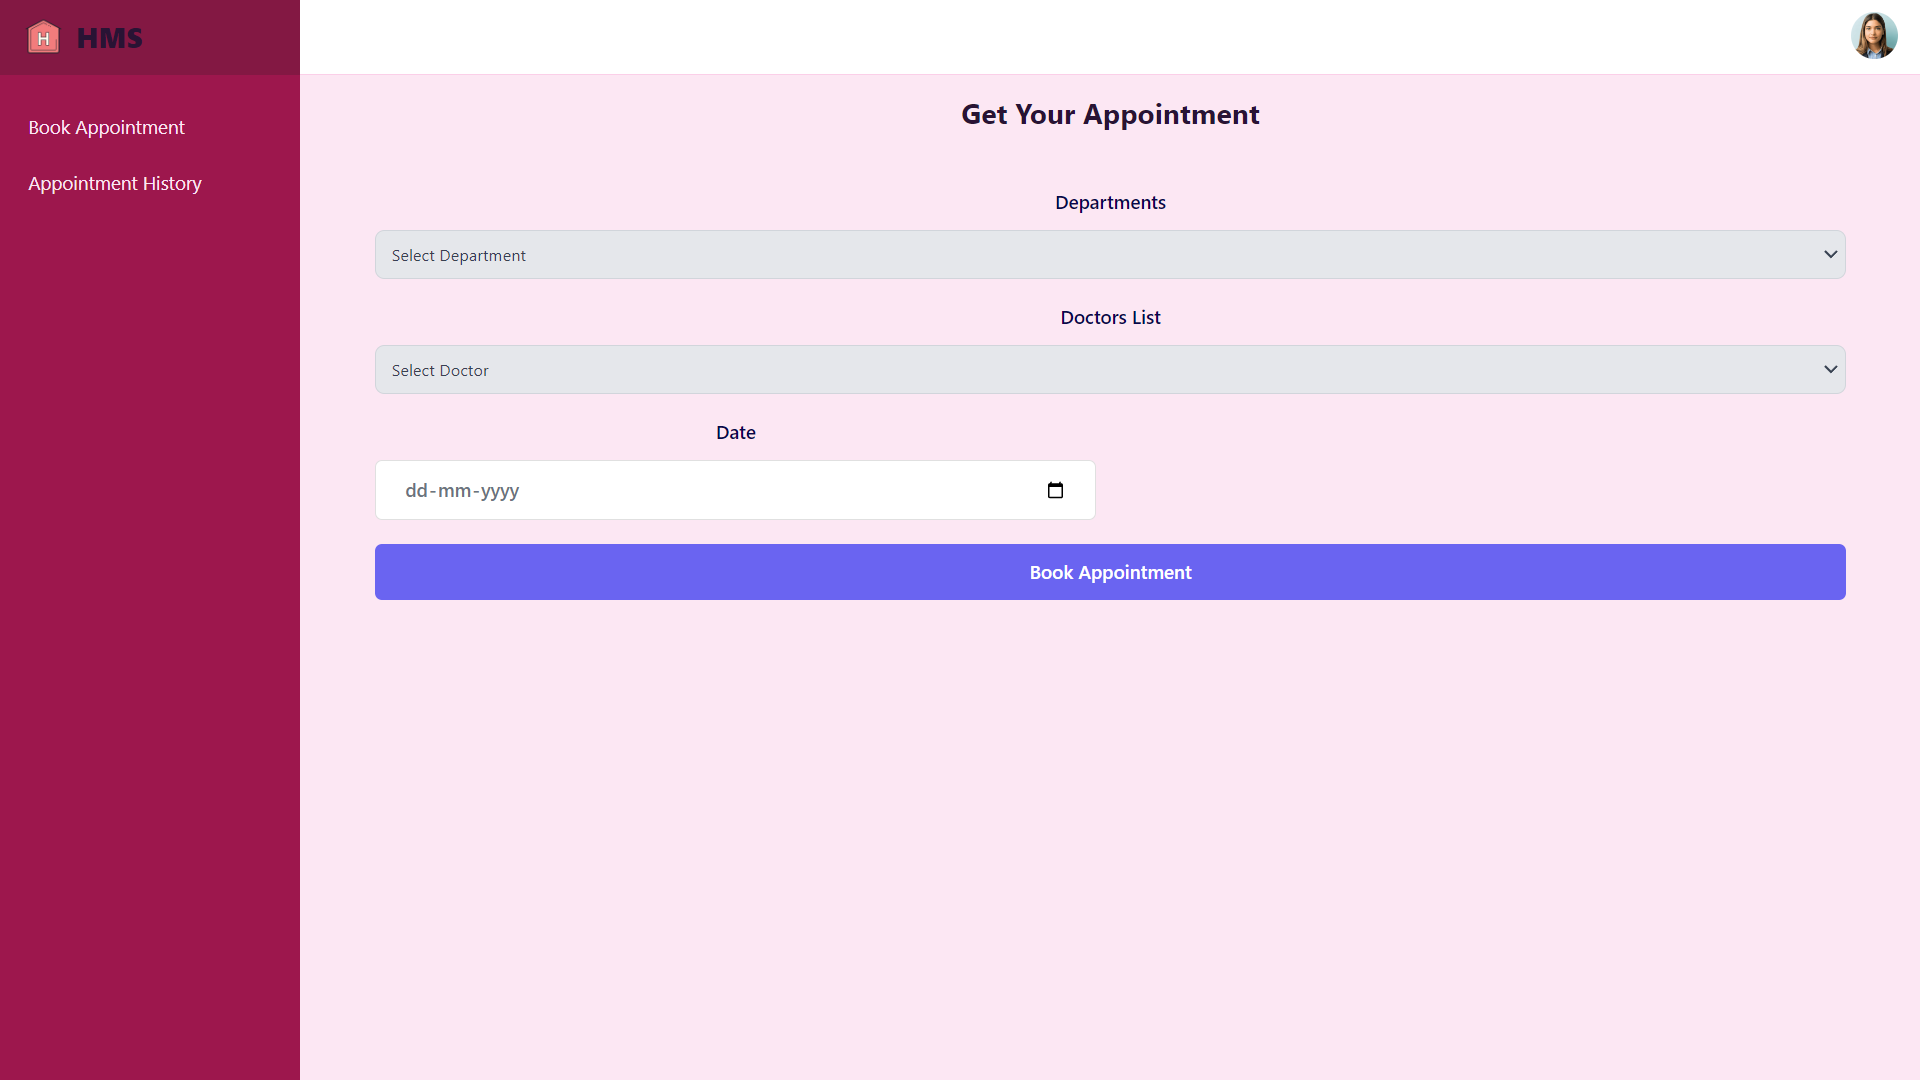 H HMS
Book Appointment
Appointment History
Get Your Appointment
Departments
Select Department
Doctors List
Select Doctor
Date
dd-mm-yyyy
Book Appointment